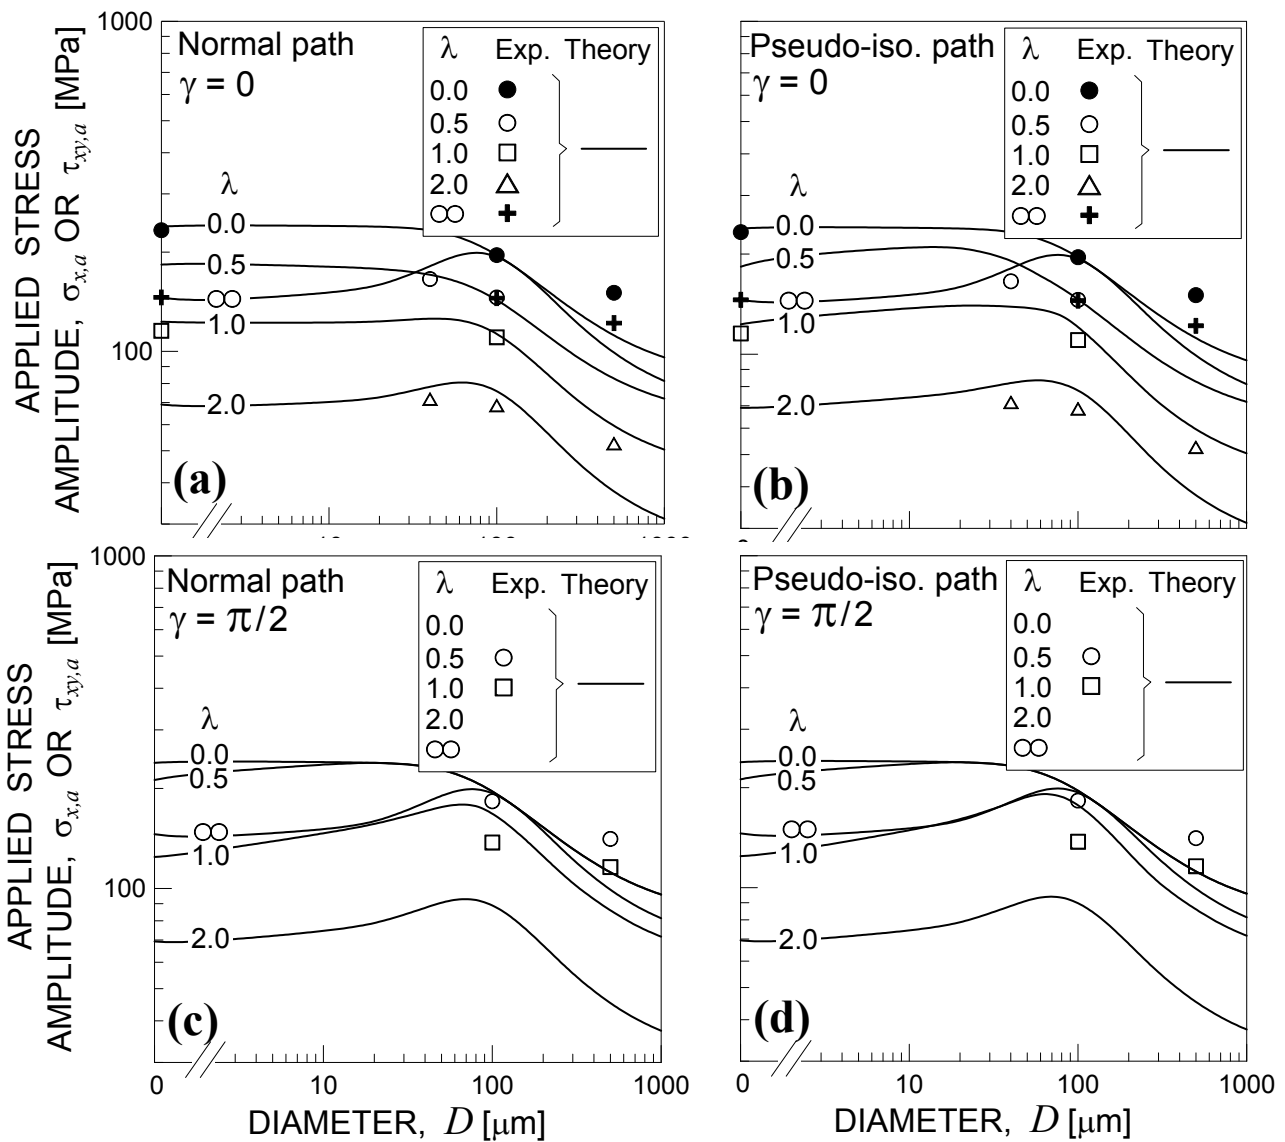 APPLIED STRESS
AMPLITUDE, σx,a OR τxy,a [MPa]
1000
100
Normal path
γ = 0
λ Exp. Theory
0.0
0.5
1.0
2.0
∞
λ
0.0
0.5
∞
1.0
2.0
(a)
10 100 1000
Pseudo-iso. path
γ = 0
λ Exp. Theory
0.0
0.5
1.0
2.0
∞
λ
0.0
0.5
∞
1.0
2.0
(b)
APPLIED STRESS
AMPLITUDE, σx,a OR τxy,a [MPa]
1000
100
Normal path
γ = π/2
λ Exp. Theory
0.0
0.5
1.0
2.0
∞
λ
0.0
0.5
∞
1.0
2.0
(c)
0 10 100 1000
DIAMETER, D [μm]
Pseudo-iso. path
γ = π/2
λ Exp. Theory
0.0
0.5
1.0
2.0
∞
λ
0.0
0.5
∞
1.0
2.0
(d)
0 10 100 1000
DIAMETER, D [μm]